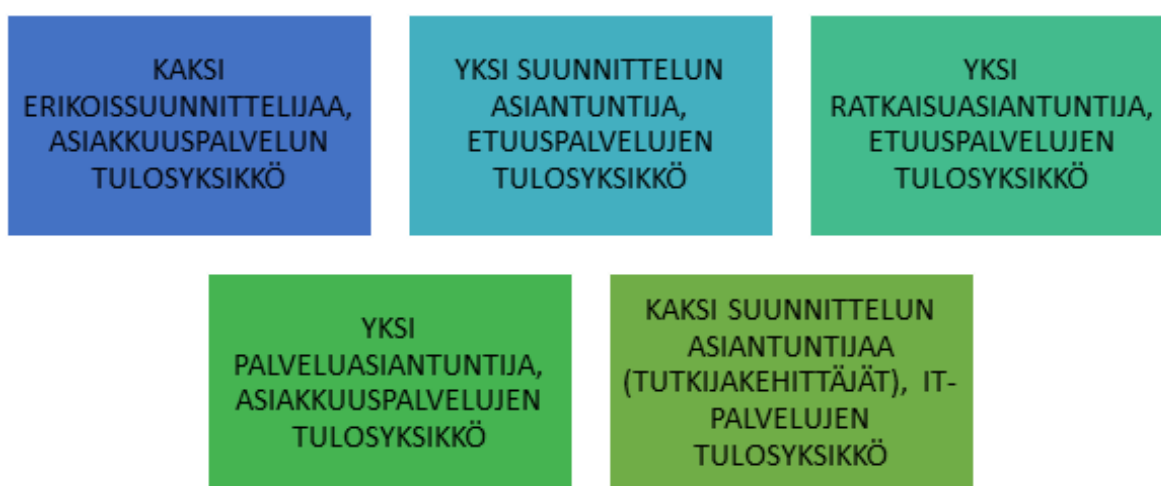 KAKSI
ERIKOISSUUNNITTELIJAA,
ASIAKKUUSPALVELUN
TULOSYKSIKKÖ
YKSI SUUNNITTELUN
ASIANTUNTIJA,
ETUUSPALVELUJEN
TULOSYKSIKKÖ
YKSI
RATKAISUASIANTUNTIJA,
ETUUSPALVELUJEN
TULOSYKSIKKÖ
YKSI
PALVELUASIANTUNTIJA,
ASIAKKUUSPALVELUJEN
TULOSYKSIKKÖ
KAKSI SUUNNITTELUN
ASIANTUNTIJAA
(TUTKIJAKEHITTÄJÄT), IT-
PALVELUJEN
TULOSYKSIKKÖ